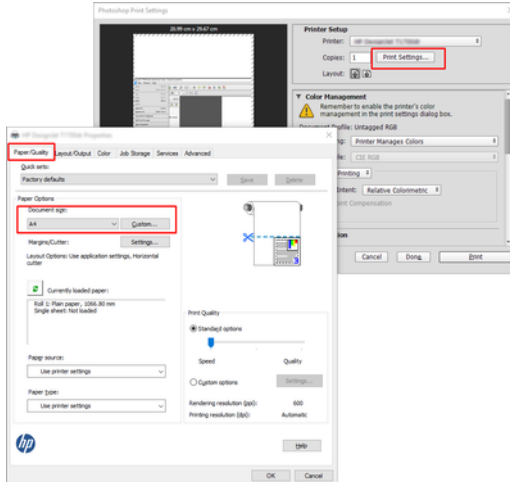 Photoshop Print Settings
20.99 cm x 29.67 cm
Printer Setup
Printer:
Copies: 1 Print Settings...
Layout:
Color Management
Remember to enable the printer's color
management in the print settings dialog box.
Document Profile: Untagged RGB
Printer Manages Colors
CIE RGB
Printing
Intent: Relative Colorimetric
Point Compensation
Cancel Done Print
Properties
Paper/Quality Layout/Output Color Job Storage Services Advanced
Quick sets:
Factory defaults Save Delete
Paper Options
Document size:
A4 Custom...
Margins/Cutter: Settings...
Layout Options: Use application settings, Horizontal
cutter
Currently loaded paper:
Roll 1: Plain paper, 1066.80 mm
Single sheet: Not loaded
Paper source:
Use printer settings
Paper type:
Use printer settings
Print Quality
Standard options
Speed Quality
Custom options Settings...
Rendering resolution (ppi): 600
Printing resolution (dpi): Automatic
hp
Help
OK Cancel